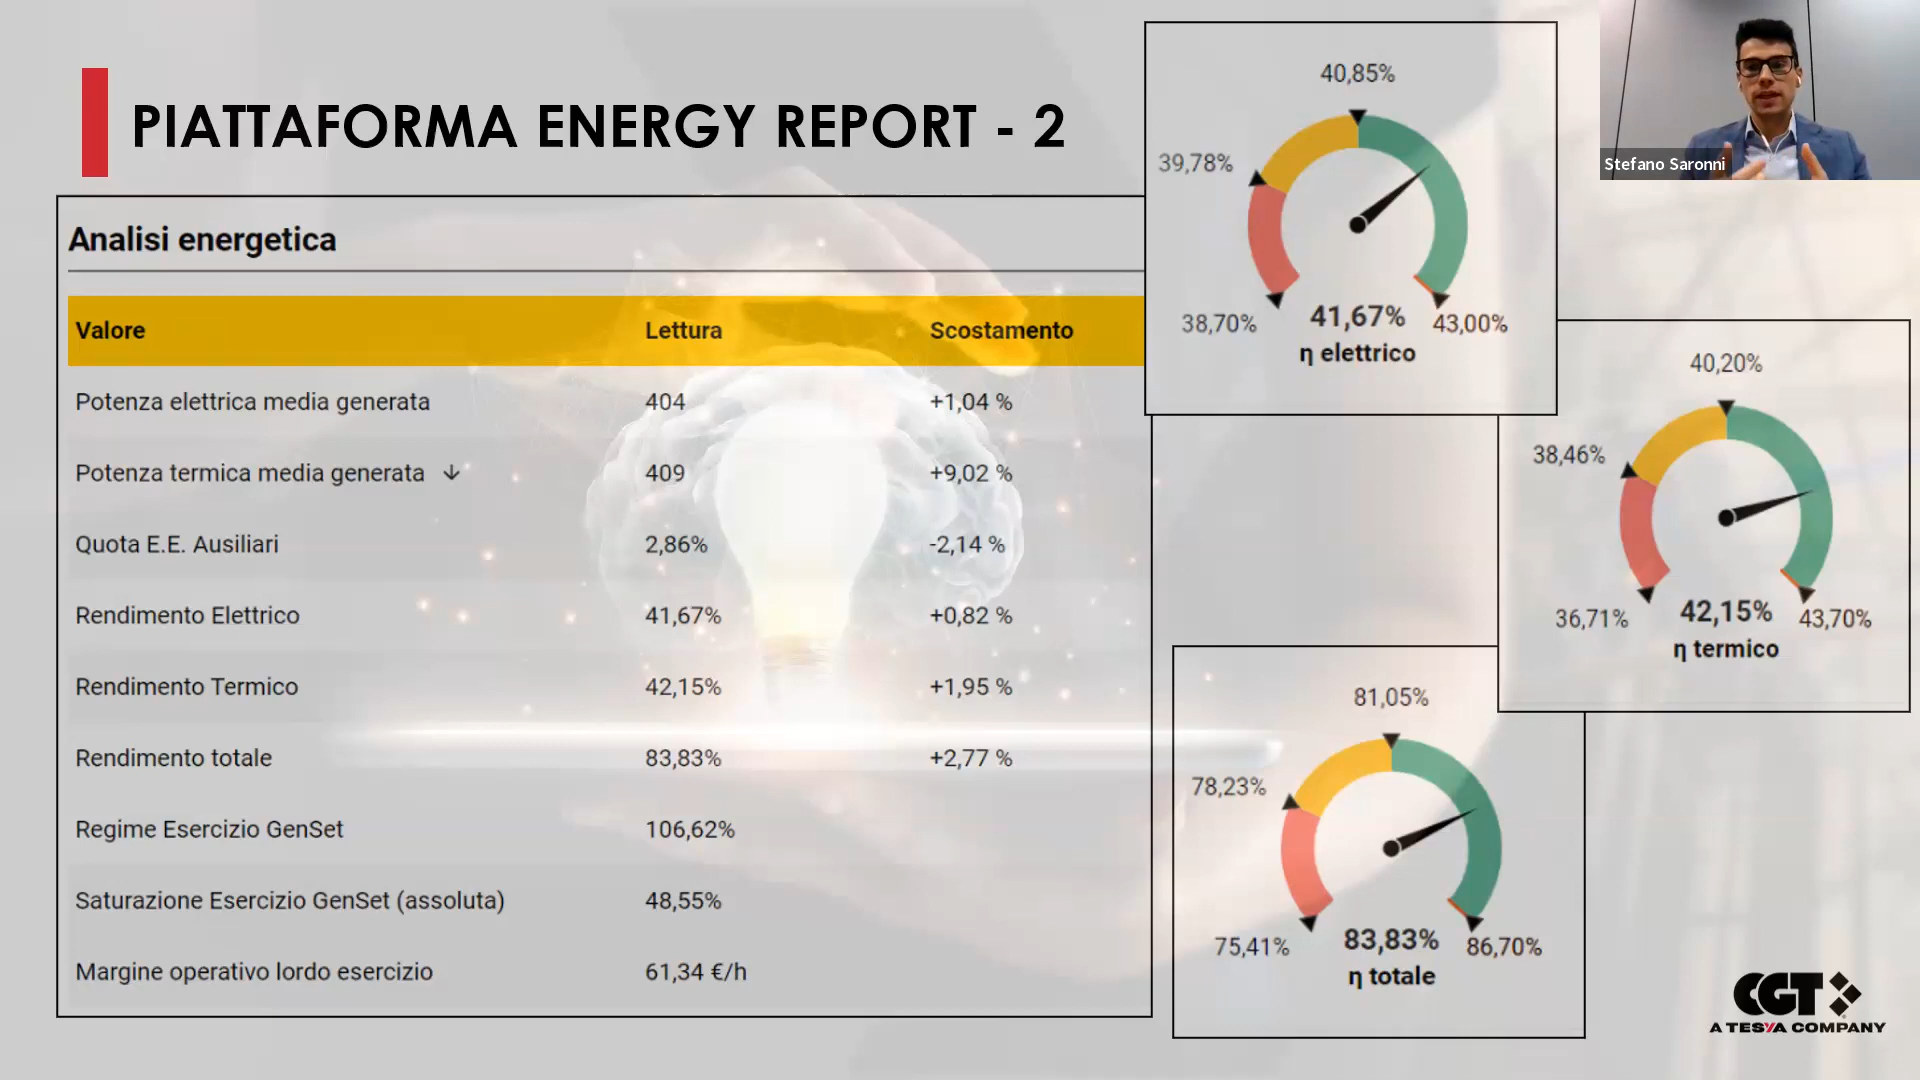 PIATTAFORMA ENERGY REPORT - 2
Stefano Saronni
Analisi energetica
Valore Lettura Scostamento
Potenza elettrica media generata 404 +1,04 %
Potenza termica media generata ↓ 409 +9,02 %
Quota E.E. Ausiliari 2,86% -2,14 %
Rendimento Elettrico 41,67% +0,82 %
Rendimento Termico 42,15% +1,95 %
Rendimento totale 83,83% +2,77 %
Regime Esercizio GenSet 106,62%
Saturazione Esercizio GenSet (assoluta) 48,55%
Margine operativo lordo esercizio 61,34 €/h
40,85%
39,78%
38,70% 41,67% 43,00%
η elettrico
40,20%
38,46%
36,71% 42,15% 43,70%
η termico
81,05%
78,23%
75,41% 83,83% 86,70%
η totale
CGT
A TESYA COMPANY